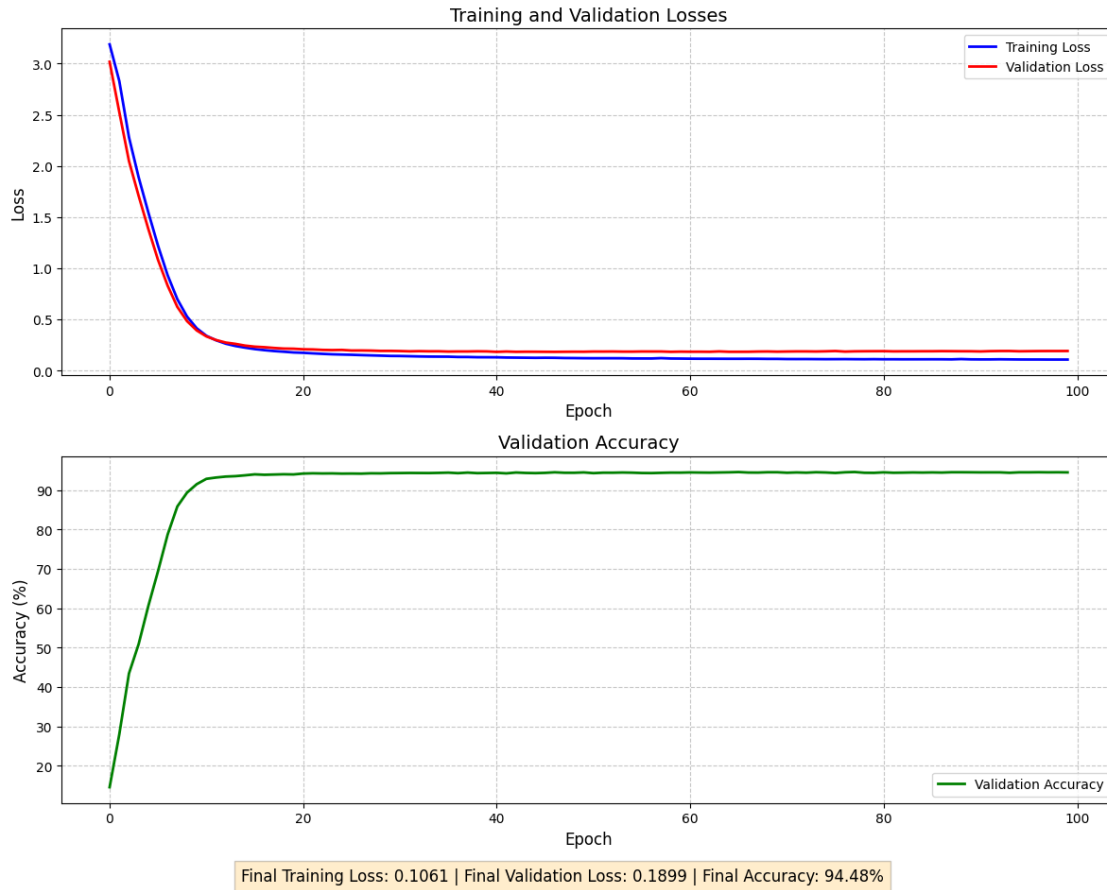 Training and Validation Losses
Training Loss
Validation Loss
3.0
2.5
2.0
1.5
1.0
0.5
0.0
Loss
0 20 40 60 80 100
Epoch
Validation Accuracy
90
80
70
60
50
40
30
20
Accuracy (%)
Validation Accuracy
0 20 40 60 80 100
Epoch
Final Training Loss: 0.1061 | Final Validation Loss: 0.1899 | Final Accuracy: 94.48%